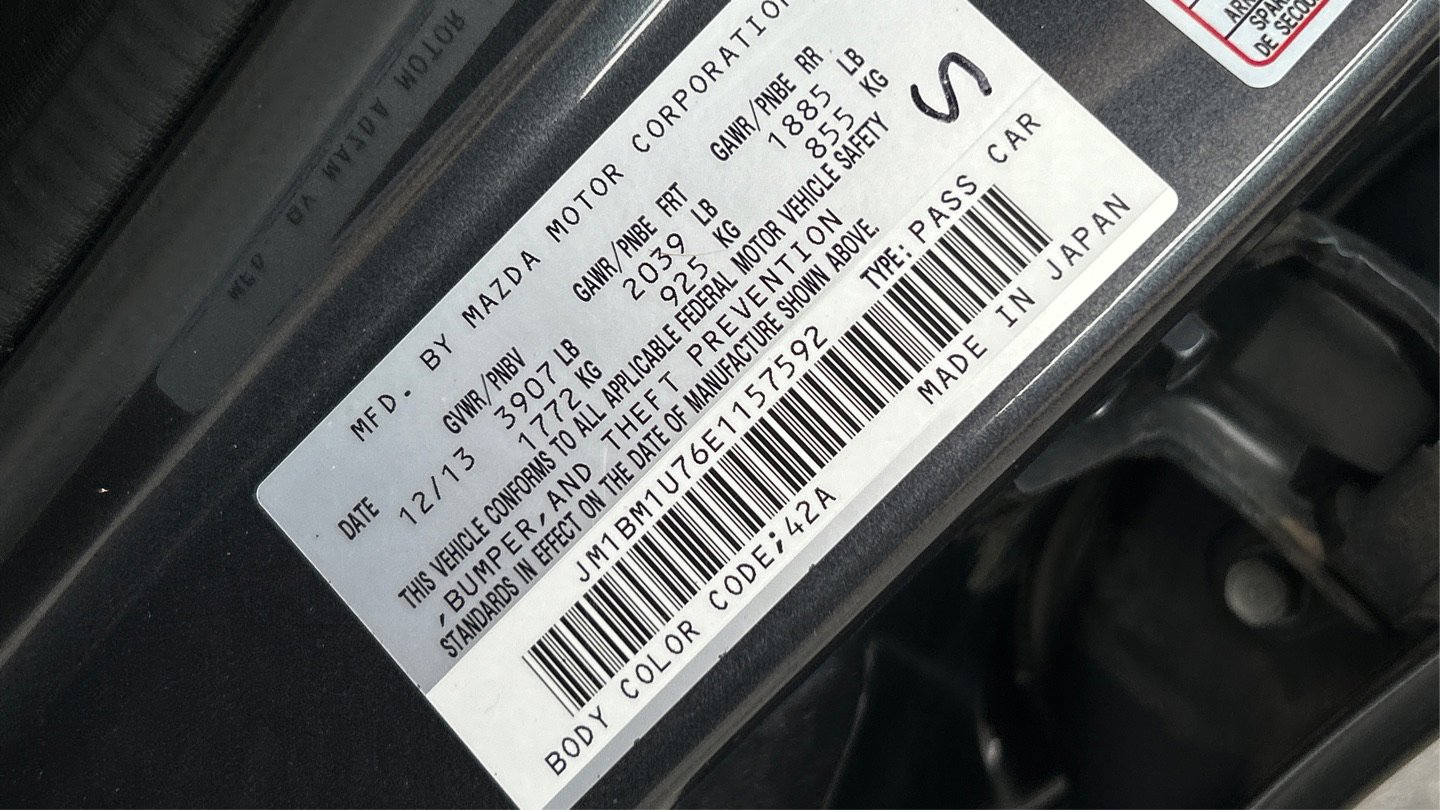 MFD. BY MAZDA MOTOR CORPORATION
DATE GVWR/PNBV GAWR/PNBE FRT GAWR/PNBE RR
12/13 3907 LB 2039 LB 1885 LB
1772 KG 925 KG 855 KG
THIS VEHICLE CONFORMS TO ALL APPLICABLE FEDERAL MOTOR VEHICLE SAFETY
,BUMPER, AND THEFT PREVENTION
STANDARDS IN EFFECT ON THE DATE OF MANUFACTURE SHOWN ABOVE.
JM1BM1U76E1157592 TYPE: PASS CAR
BODY COLOR CODE;42A MADE IN JAPAN
S
DE SECOU